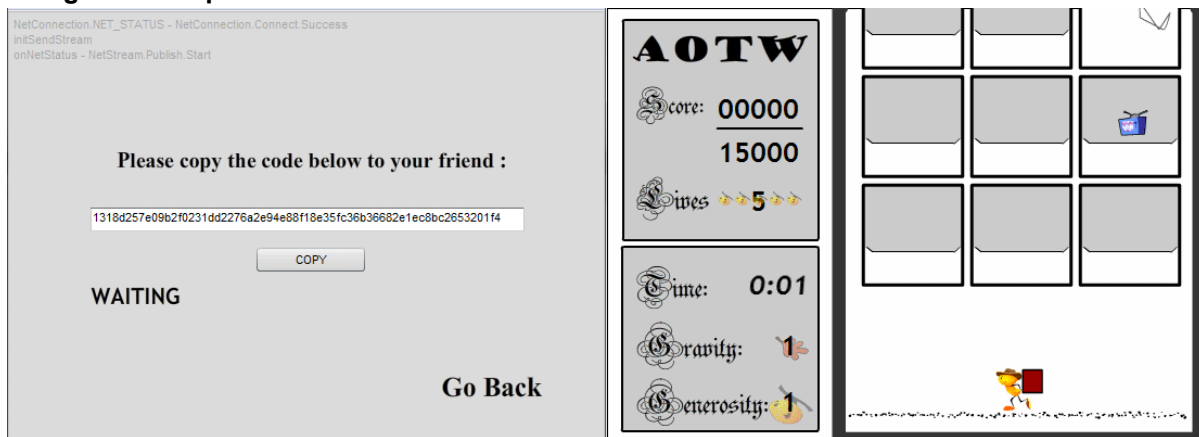 NetConnection.NET_STATUS - NetConnection.Connect.Success
initSendStream
onNetStatus - NetStream.Publish.Start
Please copy the code below to your friend :
1318d257e09b2f0231dd2276a2e94e88f18e35fc36b36682e1ec8bc2653201f4
COPY
WAITING
Go Back
AOTW
Score: 00000
15000
Lives 5
Time: 0:01
Gravity: 1
Generosity: 1